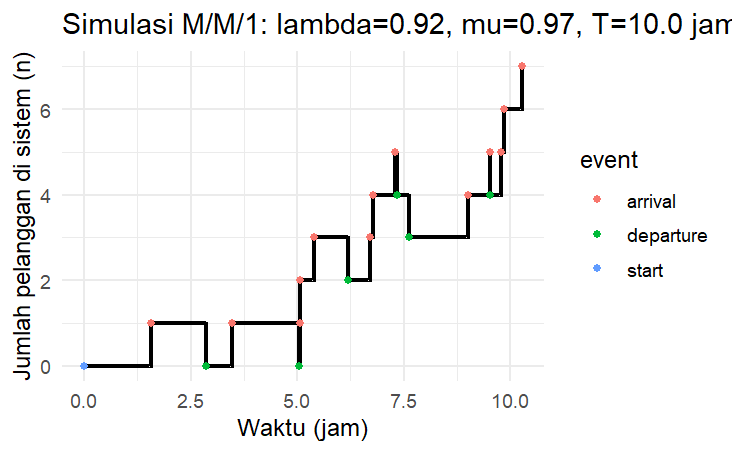 Simulasi M/M/1: lambda=0.92, mu=0.97, T=10.0 jam
Jumlah pelanggan di sistem (n)
6
4
2
0
0.0 2.5 5.0 7.5 10.0
Waktu (jam)
event
arrival
departure
start